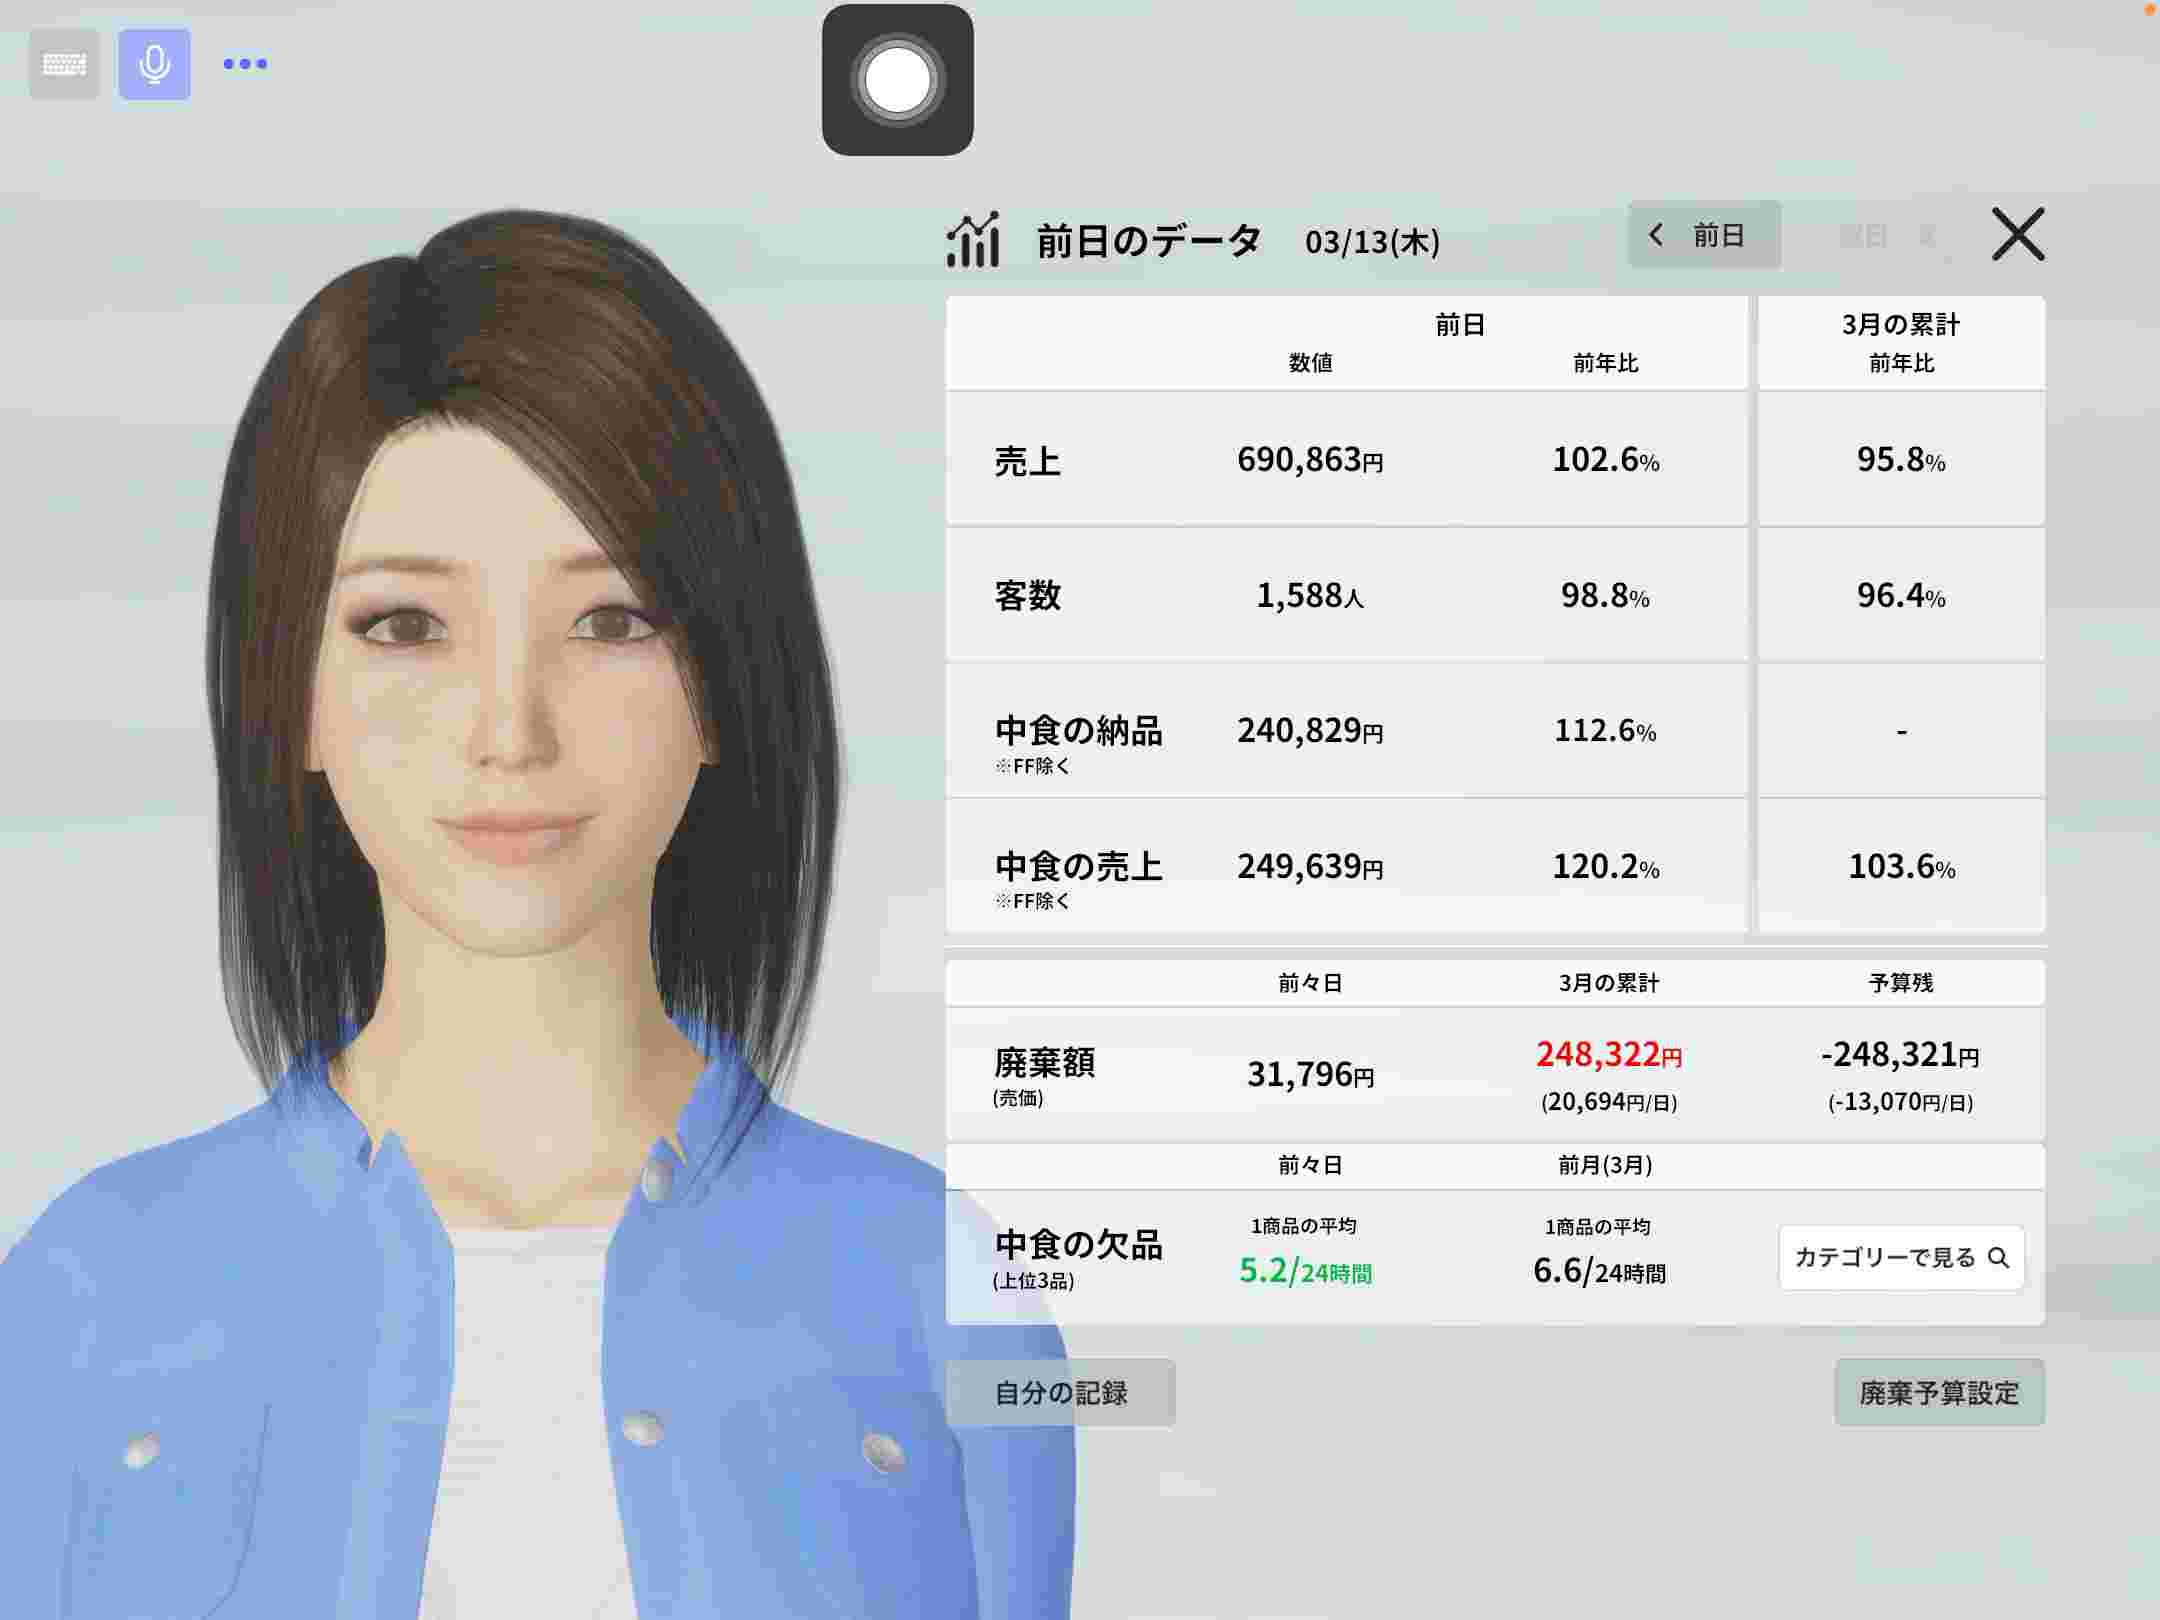 前日のデータ 03/13(木) 前日
前日 3月の累計
数値 前年比 前年比
売上 690,863円 102.6% 95.8%
客数 1,588人 98.8% 96.4%
中食の納品 240,829円 112.6% -
※FF除く
中食の売上 249,639円 120.2% 103.6%
※FF除く
前々日 3月の累計 予算残
廃棄額 31,796円 248,322円 -248,321円
(売価) (20,694円/日) (-13,070円/日)
前々日 前月(3月)
1商品の平均 1商品の平均
中食の欠品 5.2/24時間 6.6/24時間 カテゴリーで見る
(上位3品)
自分の記録 廃棄予算設定